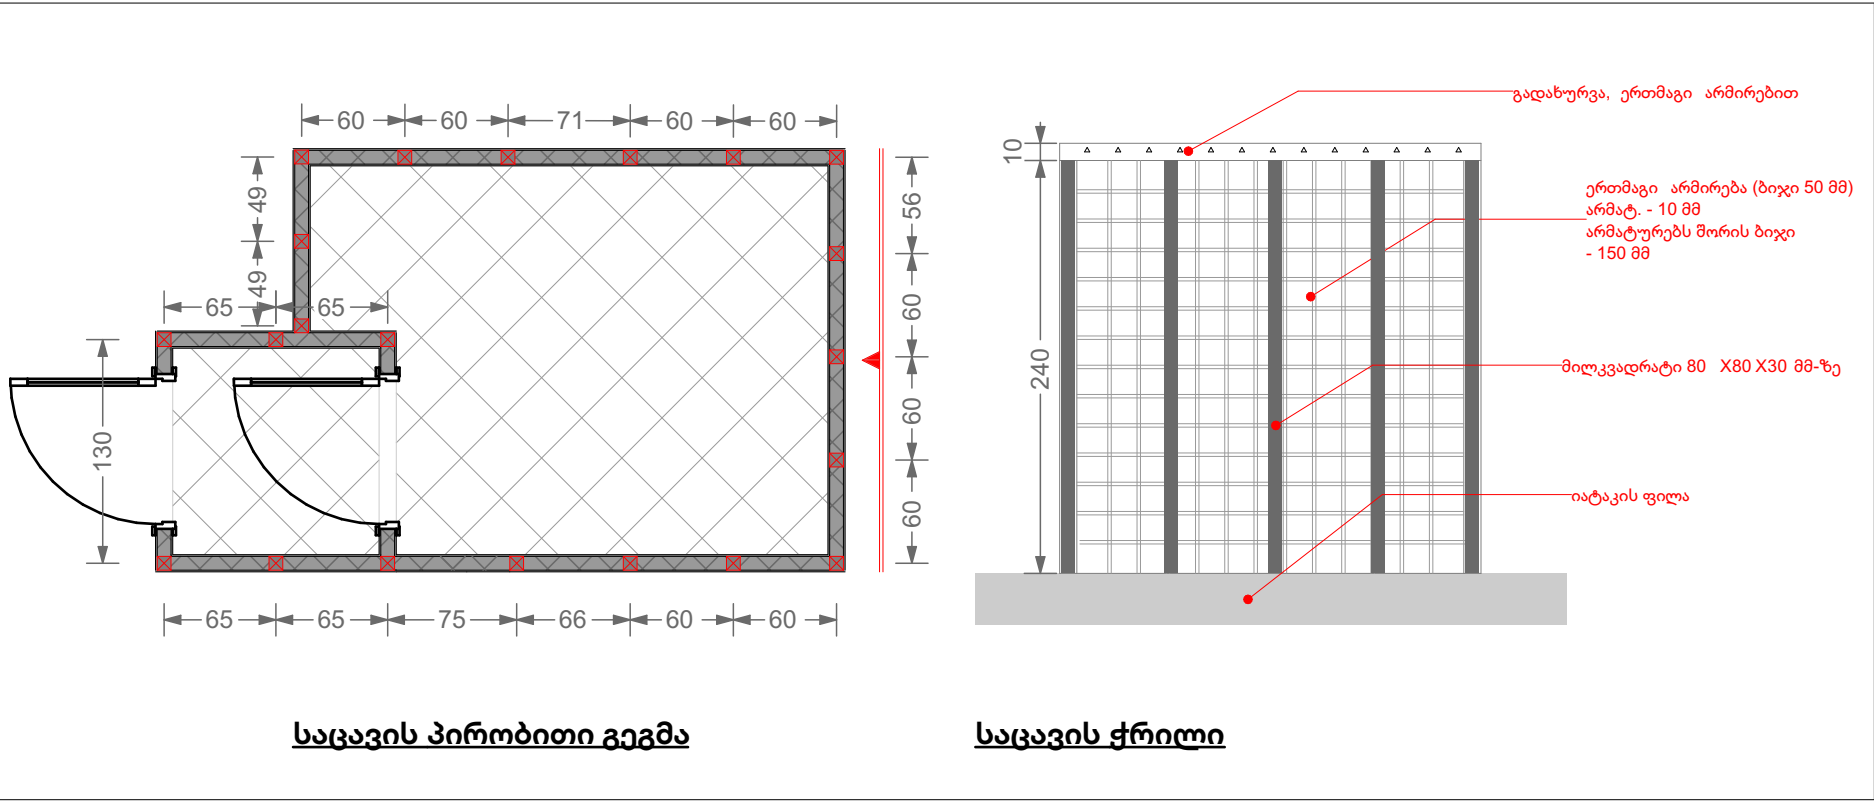 60 60 71 60 60
49
49
65 65
130
56
60
60
60
65 65 75 66 60 60
საცავის პირობითი გეგმა
10
240
გადახურვა, ერთმაგი არმირებით
ერთმაგი არმირება (ბიჯი 50 მმ)
არმატ. - 10 მმ
არმატურებს შორის ბიჯი
- 150 მმ
მილკვადრატი 80 X80 X30 მმ-ზე
იატაკის ფილა
საცავის ჭრილი